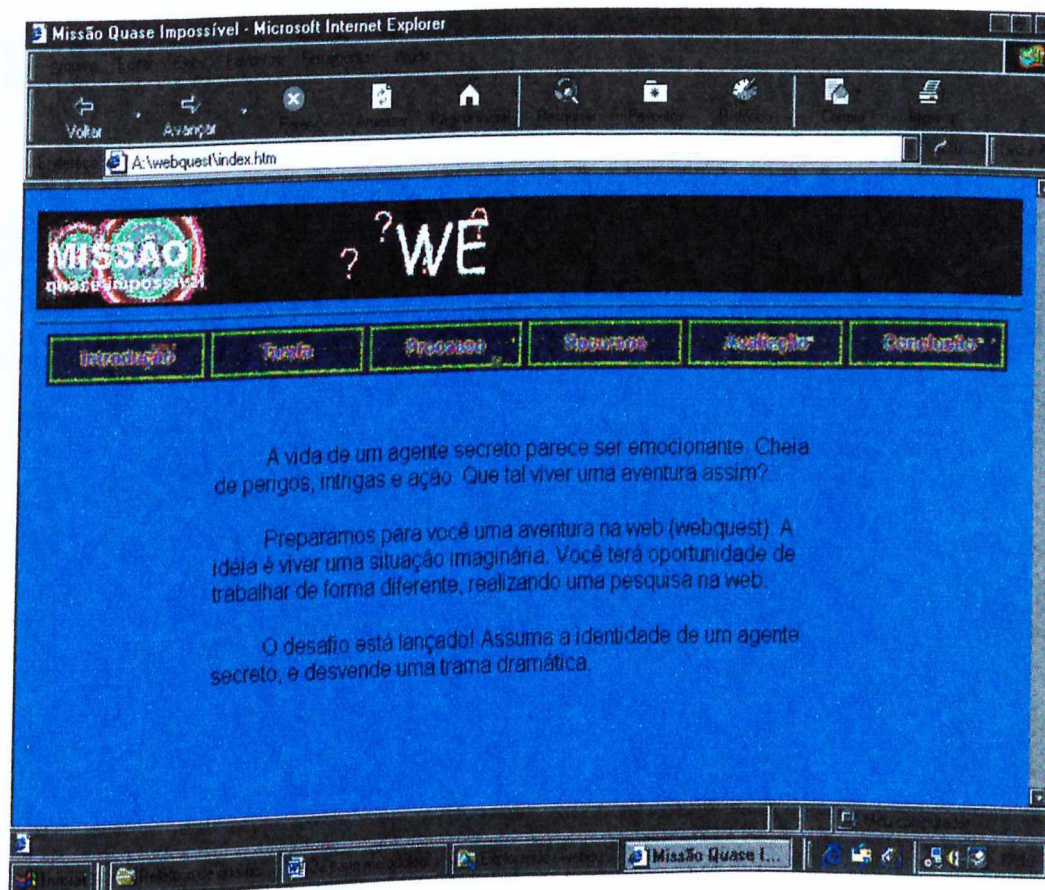 Missão Quase Impossível - Microsoft Internet Explorer
Voltar Avançar
A:\webquest\index.htm
MISSÃO
quase impossível
? ? WÊ ?
Introdução Tarefa Processo Recursos Avaliação Conclusão
A vida de um agente secreto parece ser emocionante. Cheia
de perigos, intrigas e ação. Que tal viver uma aventura assim?
Preparamos para você uma aventura na web (webquest). A
idéia é viver uma situação imaginária. Você terá oportunidade de
trabalhar de forma diferente, realizando uma pesquisa na web.
O desafio está lançado! Assuma a identidade de um agente
secreto, e desvende uma trama dramática.
Iniciar Missão Quase I...